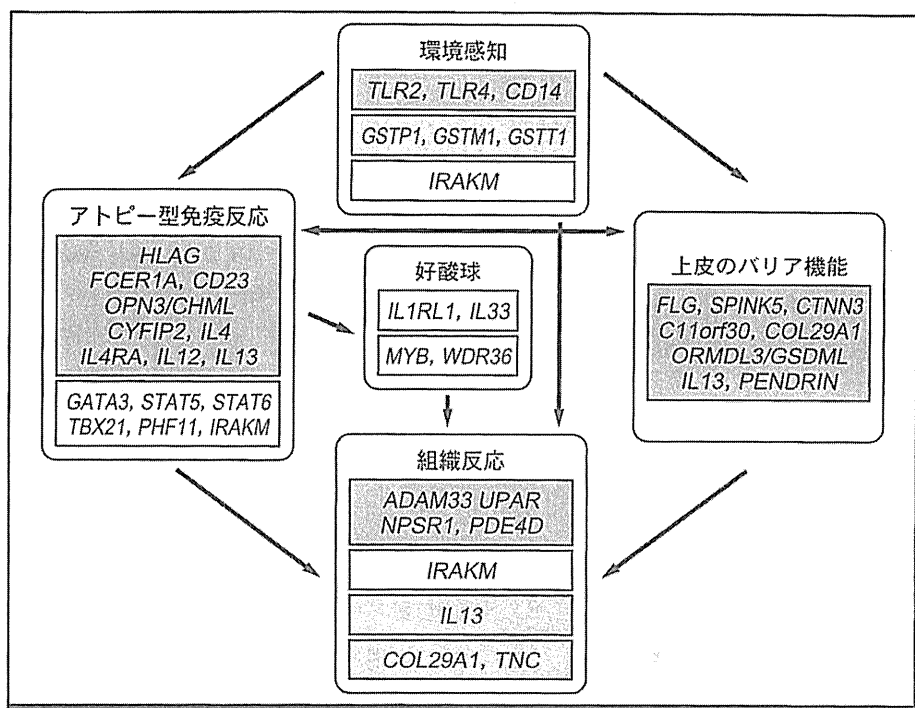 環境感知
TLR2, TLR4, CD14
GSTP1, GSTM1, GSTT1
IRAKM
アトピー型免疫反応
HLAG
FCER1A, CD23
OPN3/CHML
CYFIP2, IL4
IL4RA, IL12, IL13
GATA3, STAT5, STAT6
TBX21, PHF11, IRAKM
好酸球
IL1RL1, IL33
MYB, WDR36
上皮のバリア機能
FLG, SPINK5, CTNN3
C11orf30, COL29A1
ORMDL3/GSDML
IL13, PENDRIN
組織反応
ADAM33 UPAR
NPSR1, PDE4D
IRAKM
IL13
COL29A1, TNC